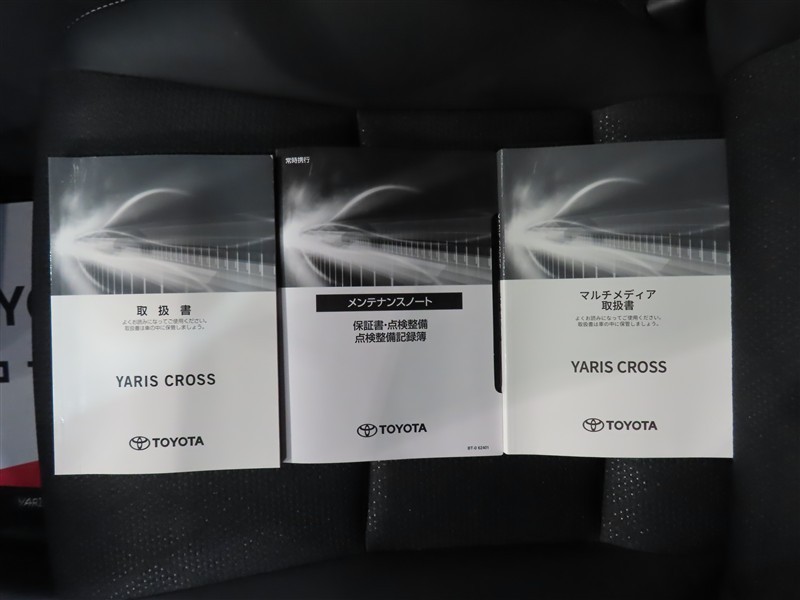 取扱書
よくお読みになってご使用ください。
取扱書は車の中に保管しましょう。
YARIS CROSS
TOYOTA
常時携行
メンテナンスノート
保証書・点検整備
点検整備記録簿
TOYOTA
マルチメディア
取扱書
よくお読みになってご使用ください。
取扱書は車の中に保管しましょう。
YARIS CROSS
TOYOTA